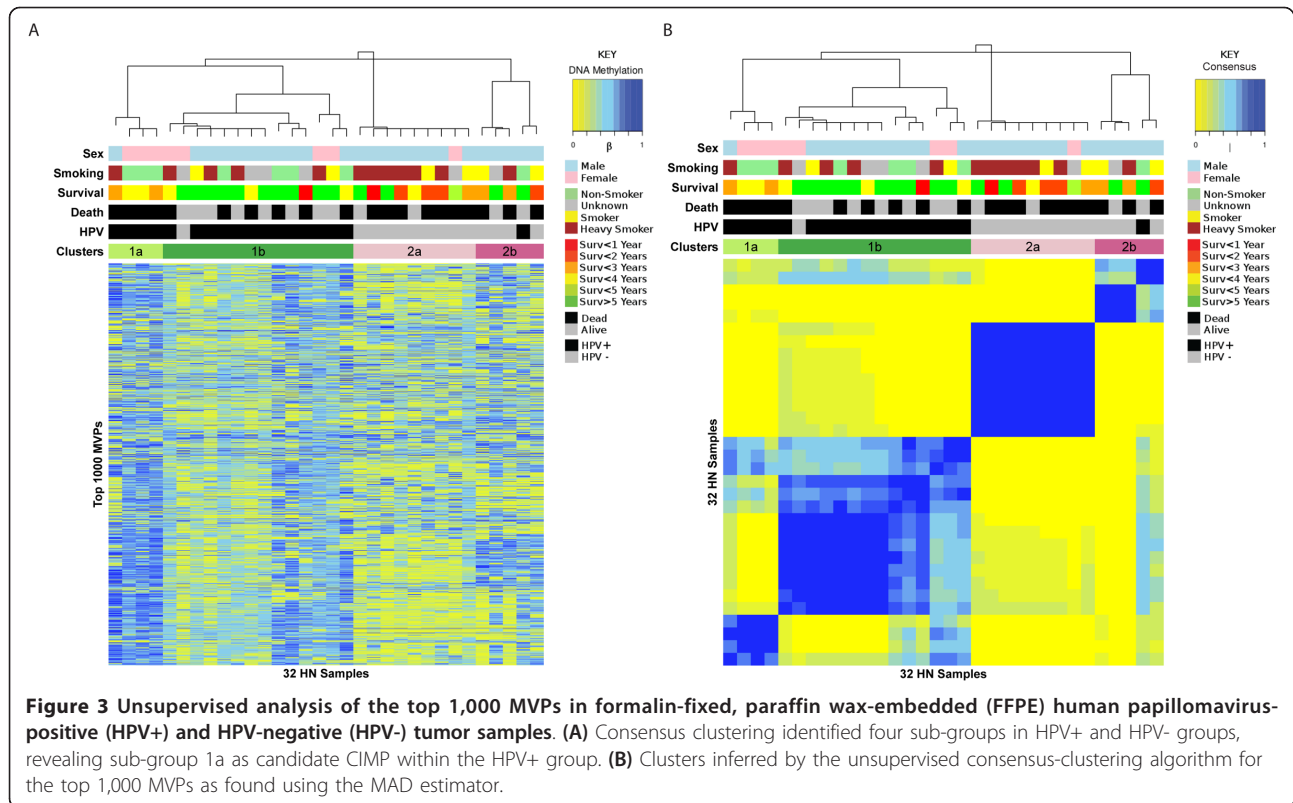 A
KEY
DNA Methylation
0 1
β
Sex
Smoking
Survival
Death
HPV
Clusters
1a 1b 2a 2b
Male
Female
Non-Smoker
Unknown
Smoker
Heavy Smoker
Surv<1 Year
Surv<2 Years
Surv<3 Years
Surv<4 Years
Surv<5 Years
Surv>5 Years
Dead
Alive
HPV+
HPV -
Top 1000 MVPs
32 HN Samples
B
KEY
Consensus
0 1
|
Sex
Smoking
Survival
Death
HPV
Clusters
1a 1b 2a 2b
Male
Female
Non-Smoker
Unknown
Smoker
Heavy Smoker
Surv<1 Year
Surv<2 Years
Surv<3 Years
Surv<4 Years
Surv<5 Years
Surv>5 Years
Dead
Alive
HPV+
HPV -
32 HN Samples
32 HN Samples
Figure 3 Unsupervised analysis of the top 1,000 MVPs in formalin-fixed, paraffin wax-embedded (FFPE) human papillomavirus-
positive (HPV+) and HPV-negative (HPV-) tumor samples. (A) Consensus clustering identified four sub-groups in HPV+ and HPV- groups,
revealing sub-group 1a as candidate CIMP within the HPV+ group. (B) Clusters inferred by the unsupervised consensus-clustering algorithm for
the top 1,000 MVPs as found using the MAD estimator.